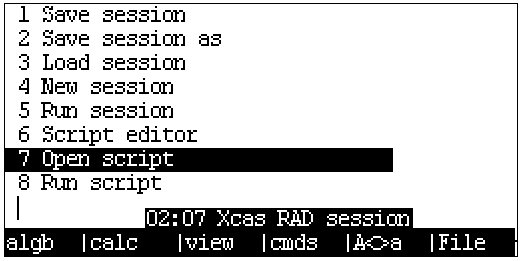 1 Save session
2 Save session as
3 Load session
4 New session
5 Run session
6 Script editor
7 Open script
8 Run script
02:07 Xcas RAD session
algb |calc |view |cmds |A<>a |File